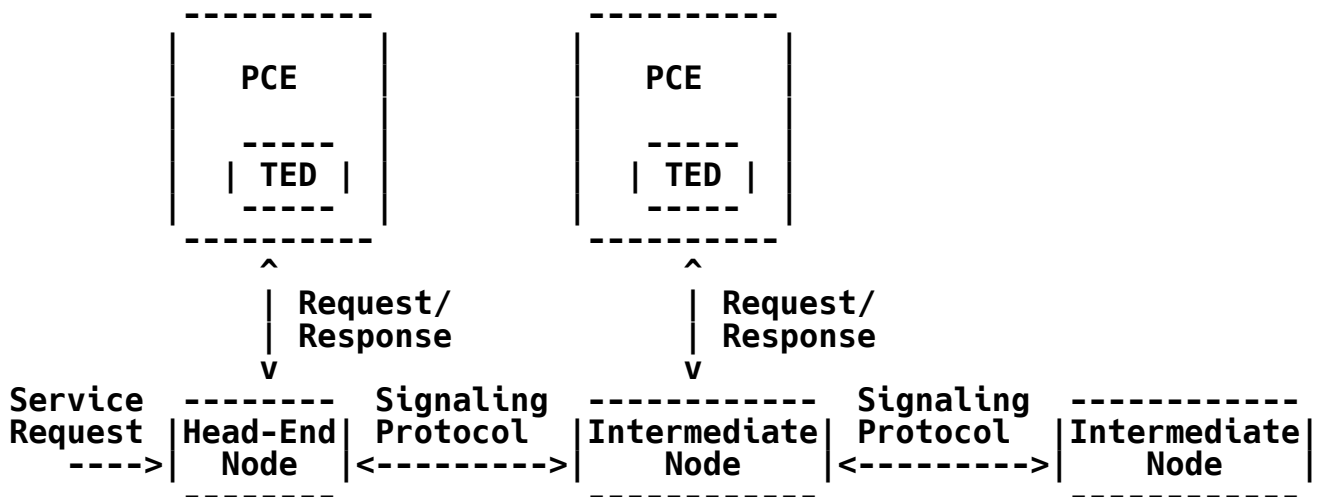 PCE PCE
TED TED
Request/ Request/
Response Response
Service Signaling Signaling
Request Head-End Protocol Intermediate Protocol Intermediate
Node Node Node